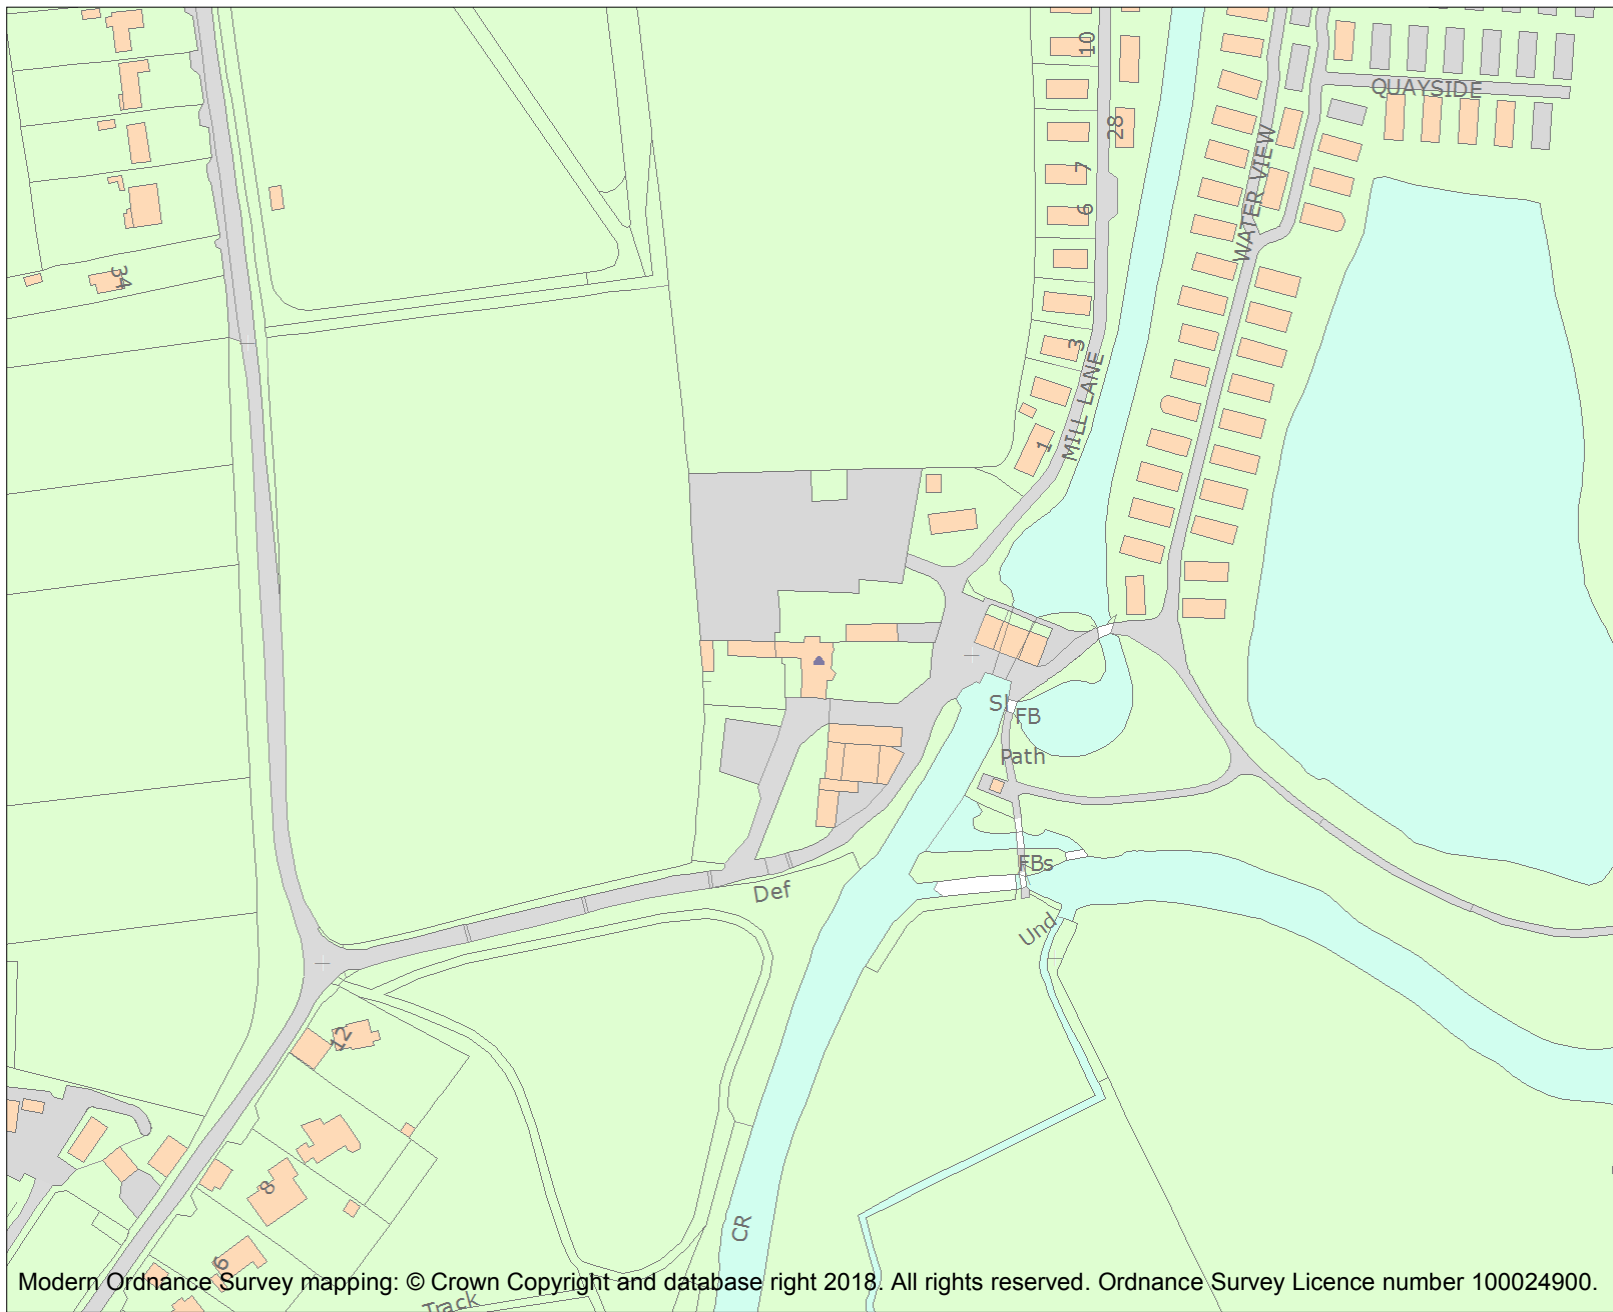 10
QUAYSIDE
28
WATER VIEW
7
6
34
3
MILL LANE
1
Sl
FB
Path
FBs
Def
Und
12
8
CR
6
Track
Modern Ordnance Survey mapping: © Crown Copyright and database right 2018. All rights reserved. Ordnance Survey Licence number 100024900.